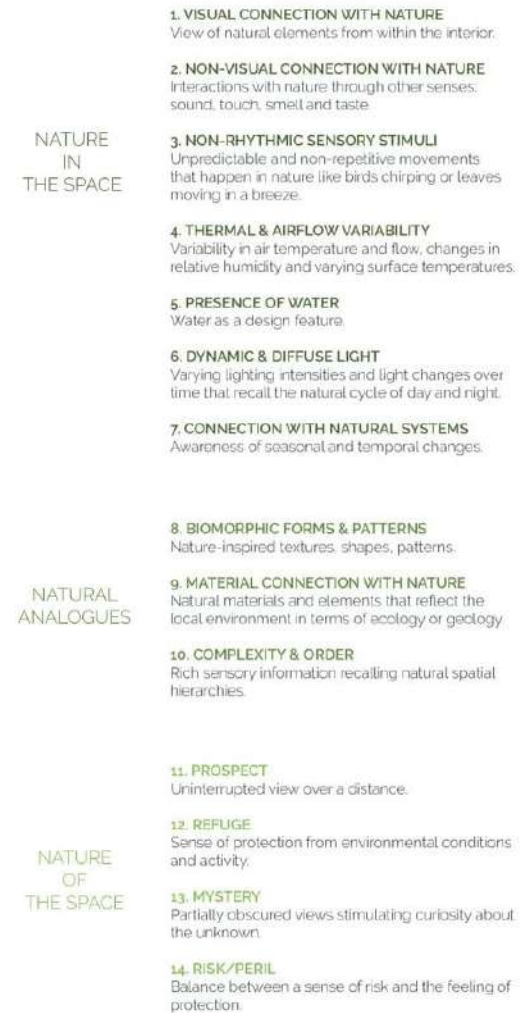 1. VISUAL CONNECTION WITH NATURE
View of natural elements from within the interior.
2. NON-VISUAL CONNECTION WITH NATURE
Interactions with nature through other senses:
sound, touch, smell and taste
NATURE
IN
THE SPACE
3. NON-RHYTHMIC SENSORY STIMULI
Unpredictable and non-repetitive movements
that happen in nature like birds chirping or leaves
moving in a breeze.
4. THERMAL & AIRFLOW VARIABILITY
Variability in air temperature and flow, changes in
relative humidity and varying surface temperatures.
5. PRESENCE OF WATER
Water as a design feature.
6. DYNAMIC & DIFFUSE LIGHT
Varying lighting intensities and light changes over
time that recall the natural cycle of day and night.
7. CONNECTION WITH NATURAL SYSTEMS
Awareness of seasonal and temporal changes.
NATURAL
ANALOGUES
8. BIOMORPHIC FORMS & PATTERNS
Nature-inspired textures, shapes, patterns.
9. MATERIAL CONNECTION WITH NATURE
Natural materials and elements that reflect the
local environment in terms of ecology or geology
10. COMPLEXITY & ORDER
Rich sensory information recalling natural spatial
hierarchies.
NATURE
OF
THE SPACE
11. PROSPECT
Uninterrupted view over a distance.
12. REFUGE
Sense of protection from environmental conditions
and activity.
13. MYSTERY
Partially obscured views stimulating curiosity about
the unknown.
14. RISK/PERIL
Balance between a sense of risk and the feeling of
protection.